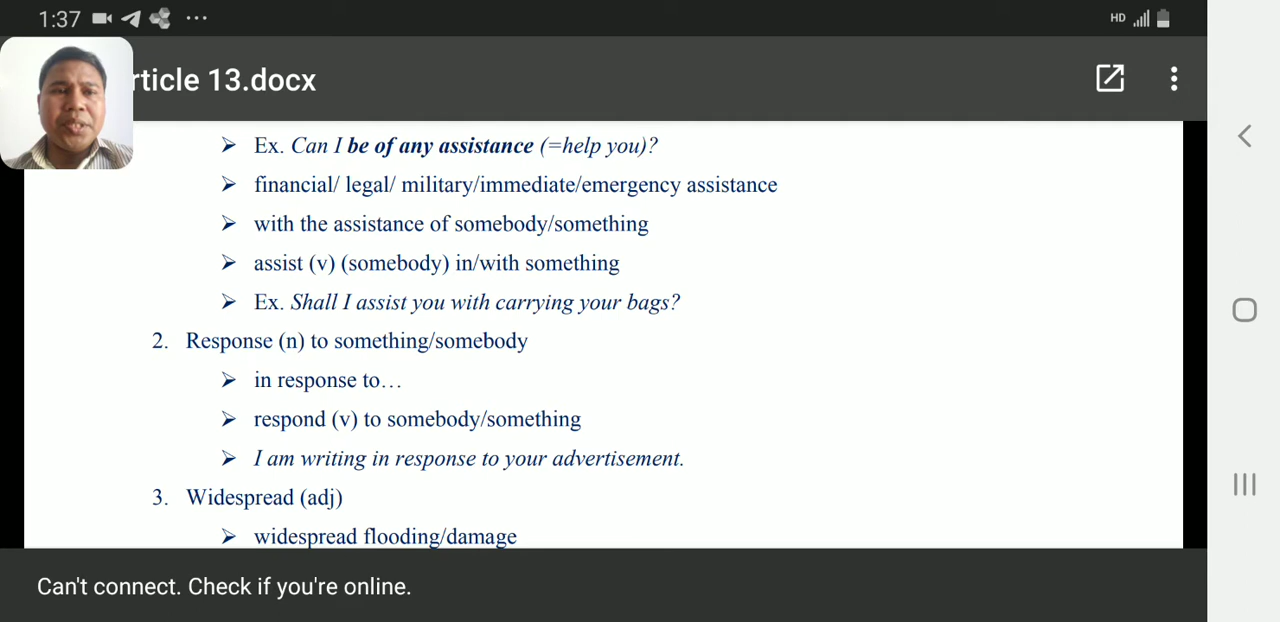 1:37
HD
rticle 13.docx
➢ Ex. Can I be of any assistance (=help you)?
➢ financial/ legal/ military/immediate/emergency assistance
➢ with the assistance of somebody/something
➢ assist (v) (somebody) in/with something
➢ Ex. Shall I assist you with carrying your bags?
2. Response (n) to something/somebody
➢ in response to…
➢ respond (v) to somebody/something
➢ I am writing in response to your advertisement.
3. Widespread (adj)
➢ widespread flooding/damage
Can't connect. Check if you're online.